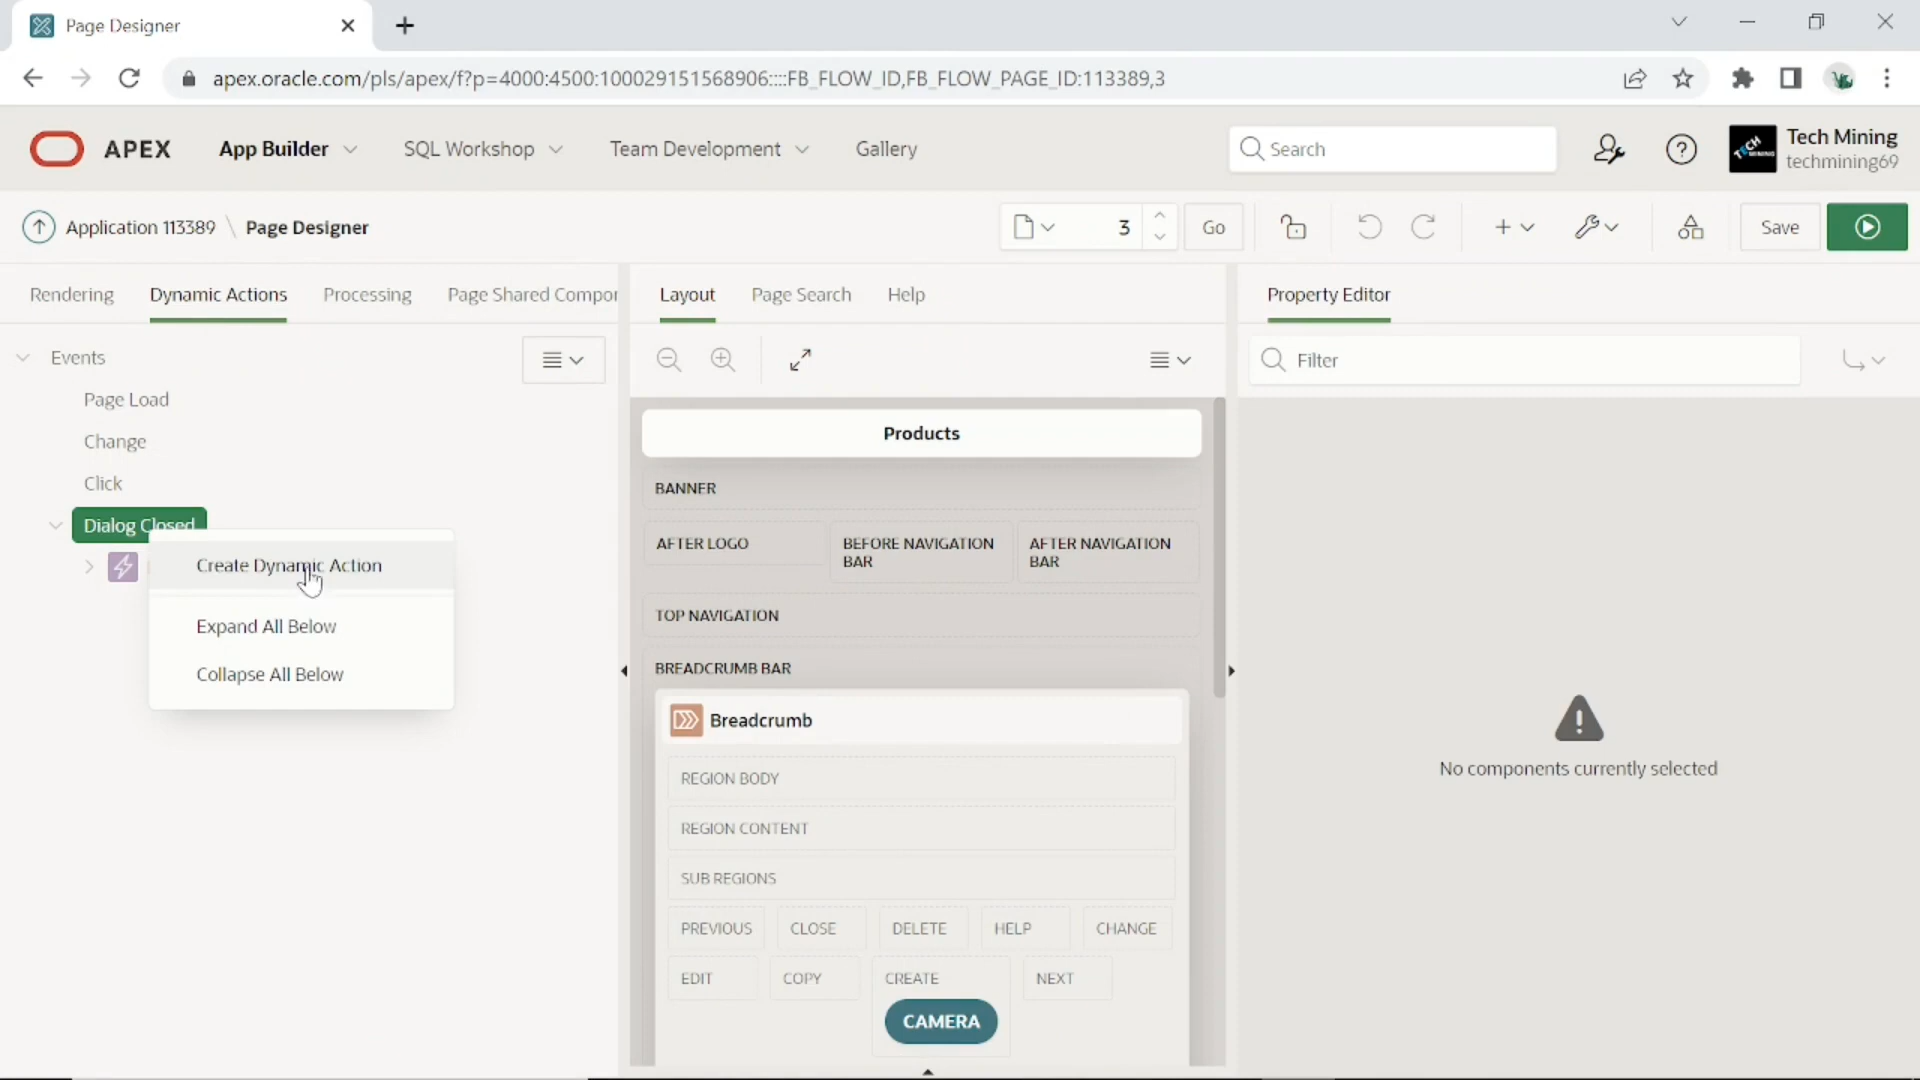 Page Designer
apex.oracle.com/pls/apex/f?p=4000:4500:100029151568906::::FB_FLOW_ID,FB_FLOW_PAGE_ID:113389,3
APEX App Builder SQL Workshop Team Development Gallery Search Tech Mining
techmining69
Application 113389 \ Page Designer 3 Go Save
Rendering Dynamic Actions Processing Page Shared Compor Layout Page Search Help Property Editor
Events Filter
Page Load
Change
Click
Dialog Closed
Create Dynamic Action
Expand All Below
Collapse All Below
Products
BANNER
AFTER LOGO BEFORE NAVIGATION BAR AFTER NAVIGATION BAR
TOP NAVIGATION
BREADCRUMB BAR
Breadcrumb
REGION BODY
REGION CONTENT
SUB REGIONS
PREVIOUS CLOSE DELETE HELP CHANGE
EDIT COPY CREATE NEXT
CAMERA
No components currently selected